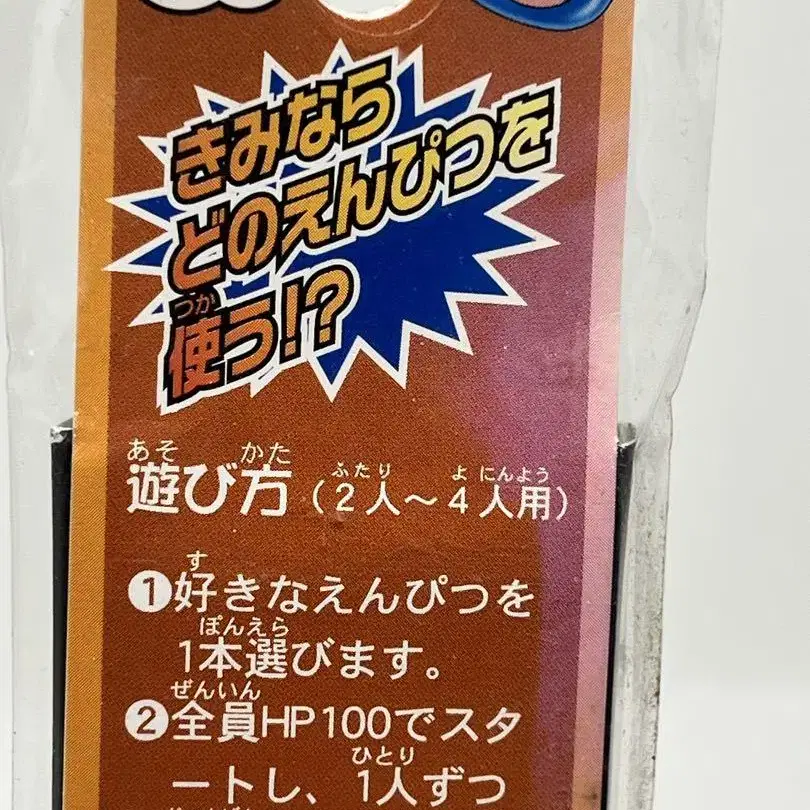 きみなら
どのえんぴつを
づか
使う!?
あそ かた ふたり よ にんよう
遊び方(2人〜4人用)
す
❶好きなえんぴつを
ぽんえら
1本選びます。
ぜんいん
❷全員HP100でスタ
ひとり
ートし、1人ずつ